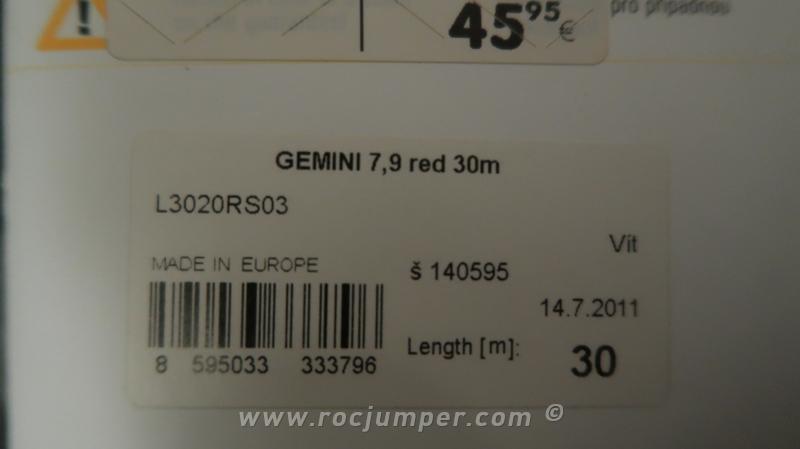 45⁹⁵
€
pro případnou
GEMINI 7,9 red 30m
L3020RS03
Vít
MADE IN EUROPE
š 140595
14.7.2011
Length [m]: 30
8 595033 333796
www.rocjumper.com ©